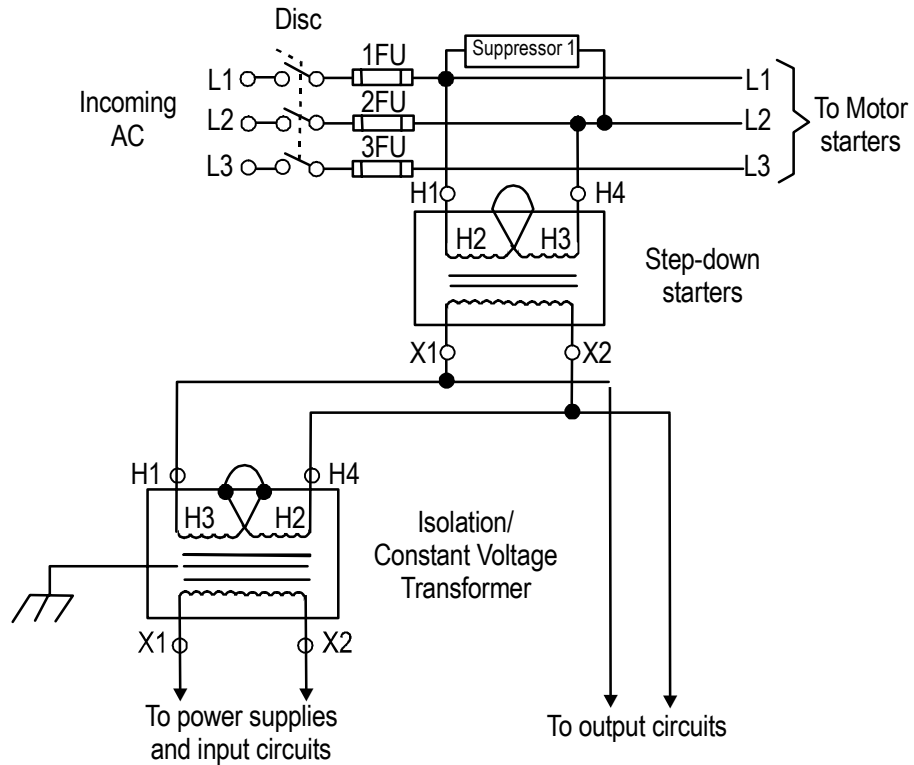 Disc
1FU
Suppressor 1
L1
L1
Incoming
AC
2FU
L2
L2
To Motor
starters
3FU
L3
L3
H1
H4
H2
H3
Step-down
starters
X1
X2
H1
H4
H3
H2
Isolation/
Constant Voltage
Transformer
X1
X2
To power supplies
and input circuits
To output circuits